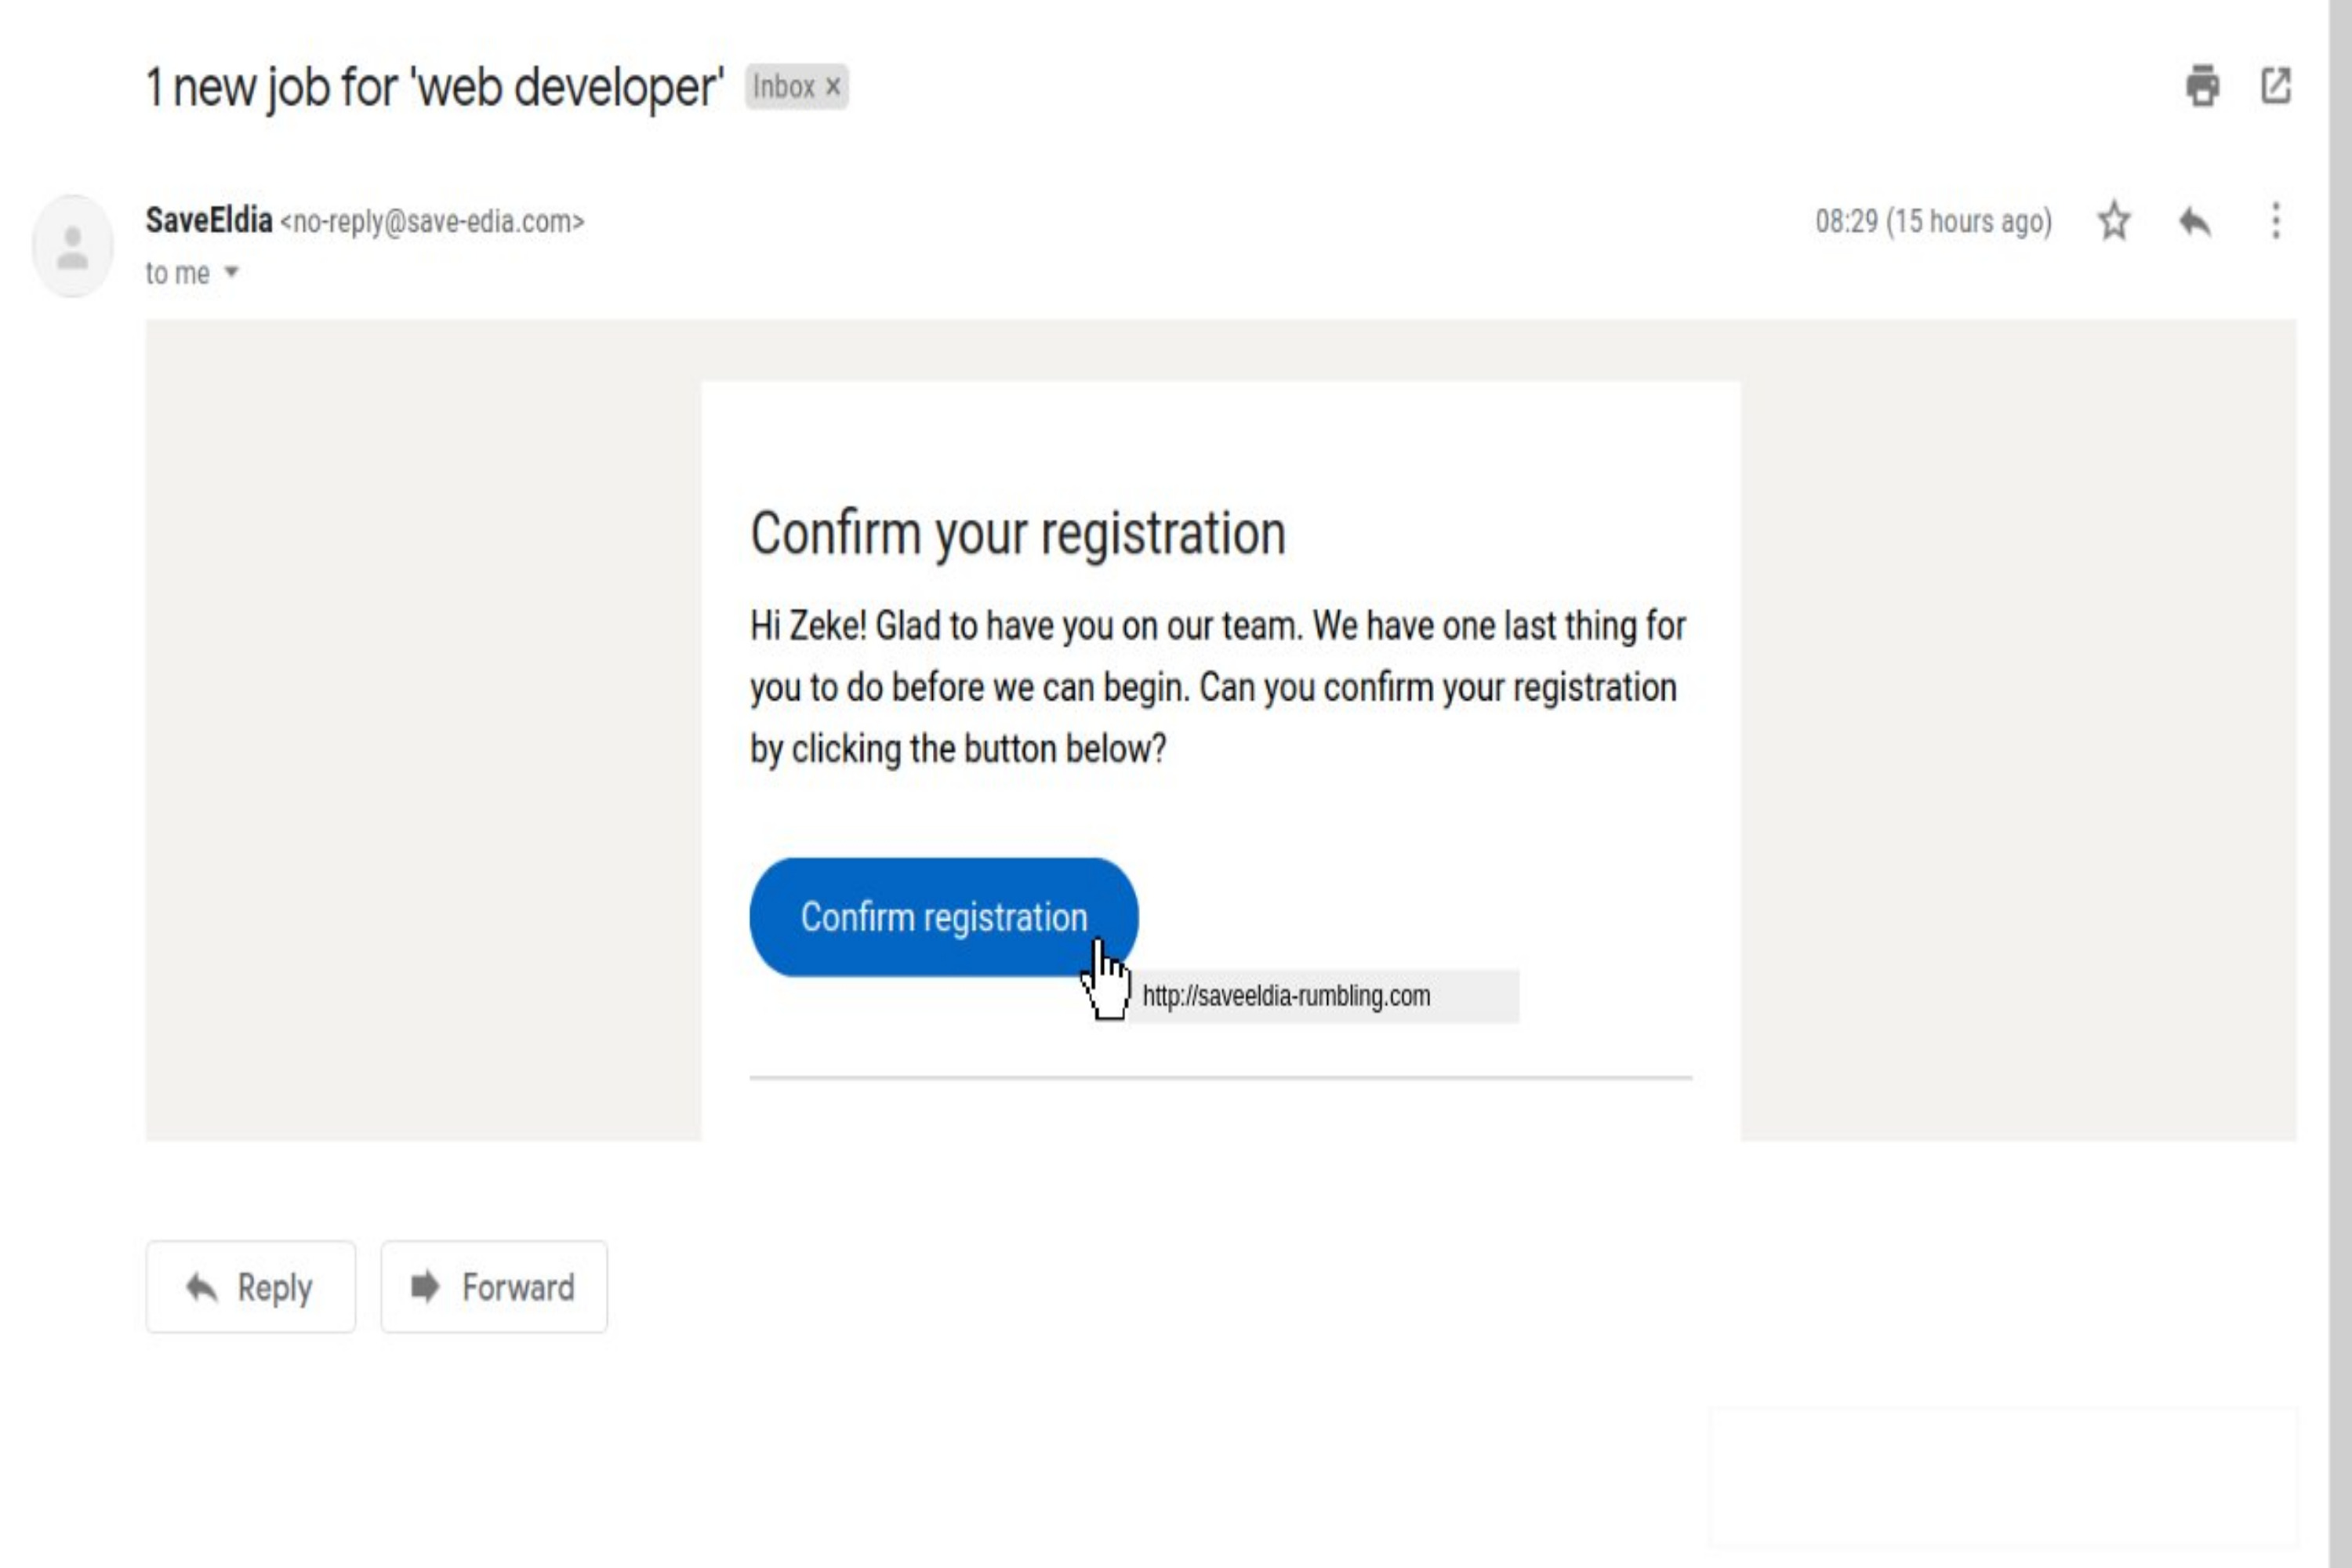 1 new job for 'web developer' Inbox ×
SaveEldia <no-reply@save-edia.com> 08:29 (15 hours ago)
to me
Confirm your registration
Hi Zeke! Glad to have you on our team. We have one last thing for
you to do before we can begin. Can you confirm your registration
by clicking the button below?
Confirm registration
http://saveeldia-rumbling.com
Reply Forward